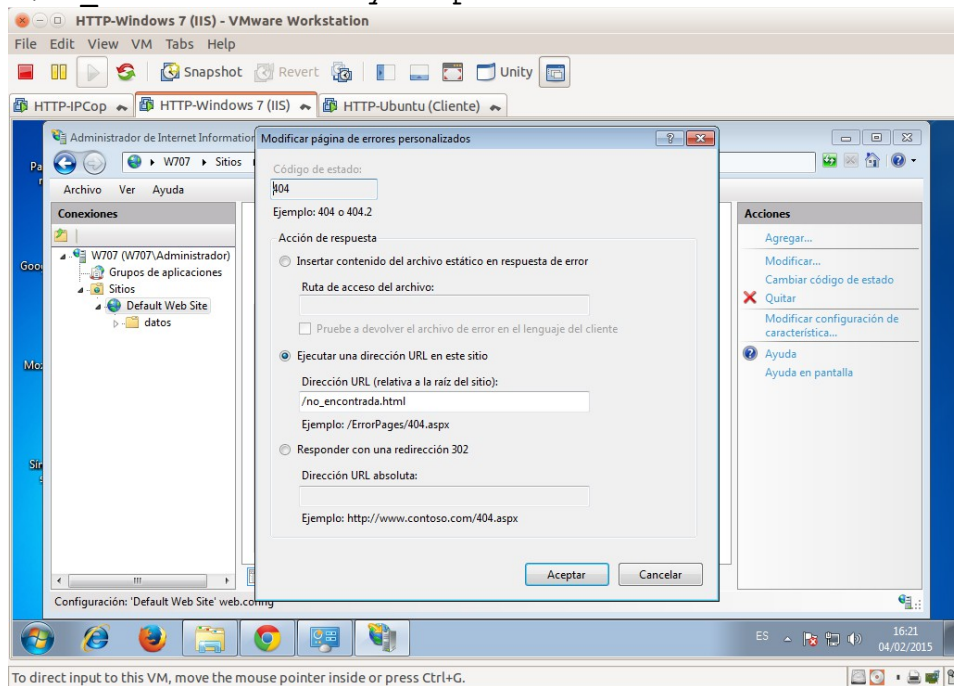 HTTP-Windows 7 (IIS) - VMware Workstation
File Edit View VM Tabs Help
Snapshot Revert Unity
HTTP-IPCop HTTP-Windows 7 (IIS) HTTP-Ubuntu (Cliente)
Administrador de Internet Information
Modificar página de errores personalizados
W707 Sitios
Archivo Ver Ayuda
Conexiones
W707 (W707\Administrador)
Grupos de aplicaciones
Sitios
Default Web Site
datos
Código de estado:
404
Ejemplo: 404 o 404.2
Acción de respuesta
Insertar contenido del archivo estático en respuesta de error
Ruta de acceso del archivo:
Pruebe a devolver el archivo de error en el lenguaje del cliente
Ejecutar una dirección URL en este sitio
Dirección URL (relativa a la raíz del sitio):
/no_encontrada.html
Ejemplo: /ErrorPages/404.aspx
Responder con una redirección 302
Dirección URL absoluta:
Ejemplo: http://www.contoso.com/404.aspx
Aceptar Cancelar
Acciones
Agregar...
Modificar...
Cambiar código de estado
Quitar
Modificar configuración de
característica...
Ayuda
Ayuda en pantalla
Configuración: 'Default Web Site' web.config
ES 16:21
04/02/2015
To direct input to this VM, move the mouse pointer inside or press Ctrl+G.